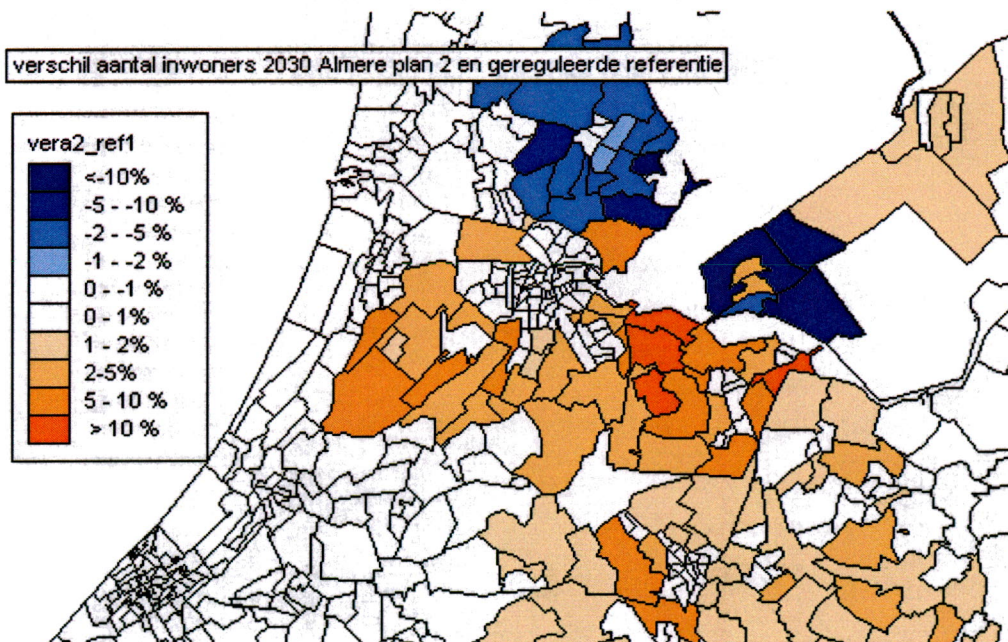 verschil aantal inwoners 2030 Almere plan 2 en gereguleerde referentie
vera2_ref1
<-10%
-5 - -10 %
-2 - -5 %
-1 - -2 %
0 - -1 %
0 - 1%
1 - 2%
2-5%
5 - 10 %
> 10 %